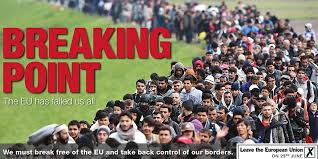 BREAKING
POINT
The EU has failed us all
We must break free of the EU and take back control of our borders.
Leave the European Union
ON 23RD JUNE
X